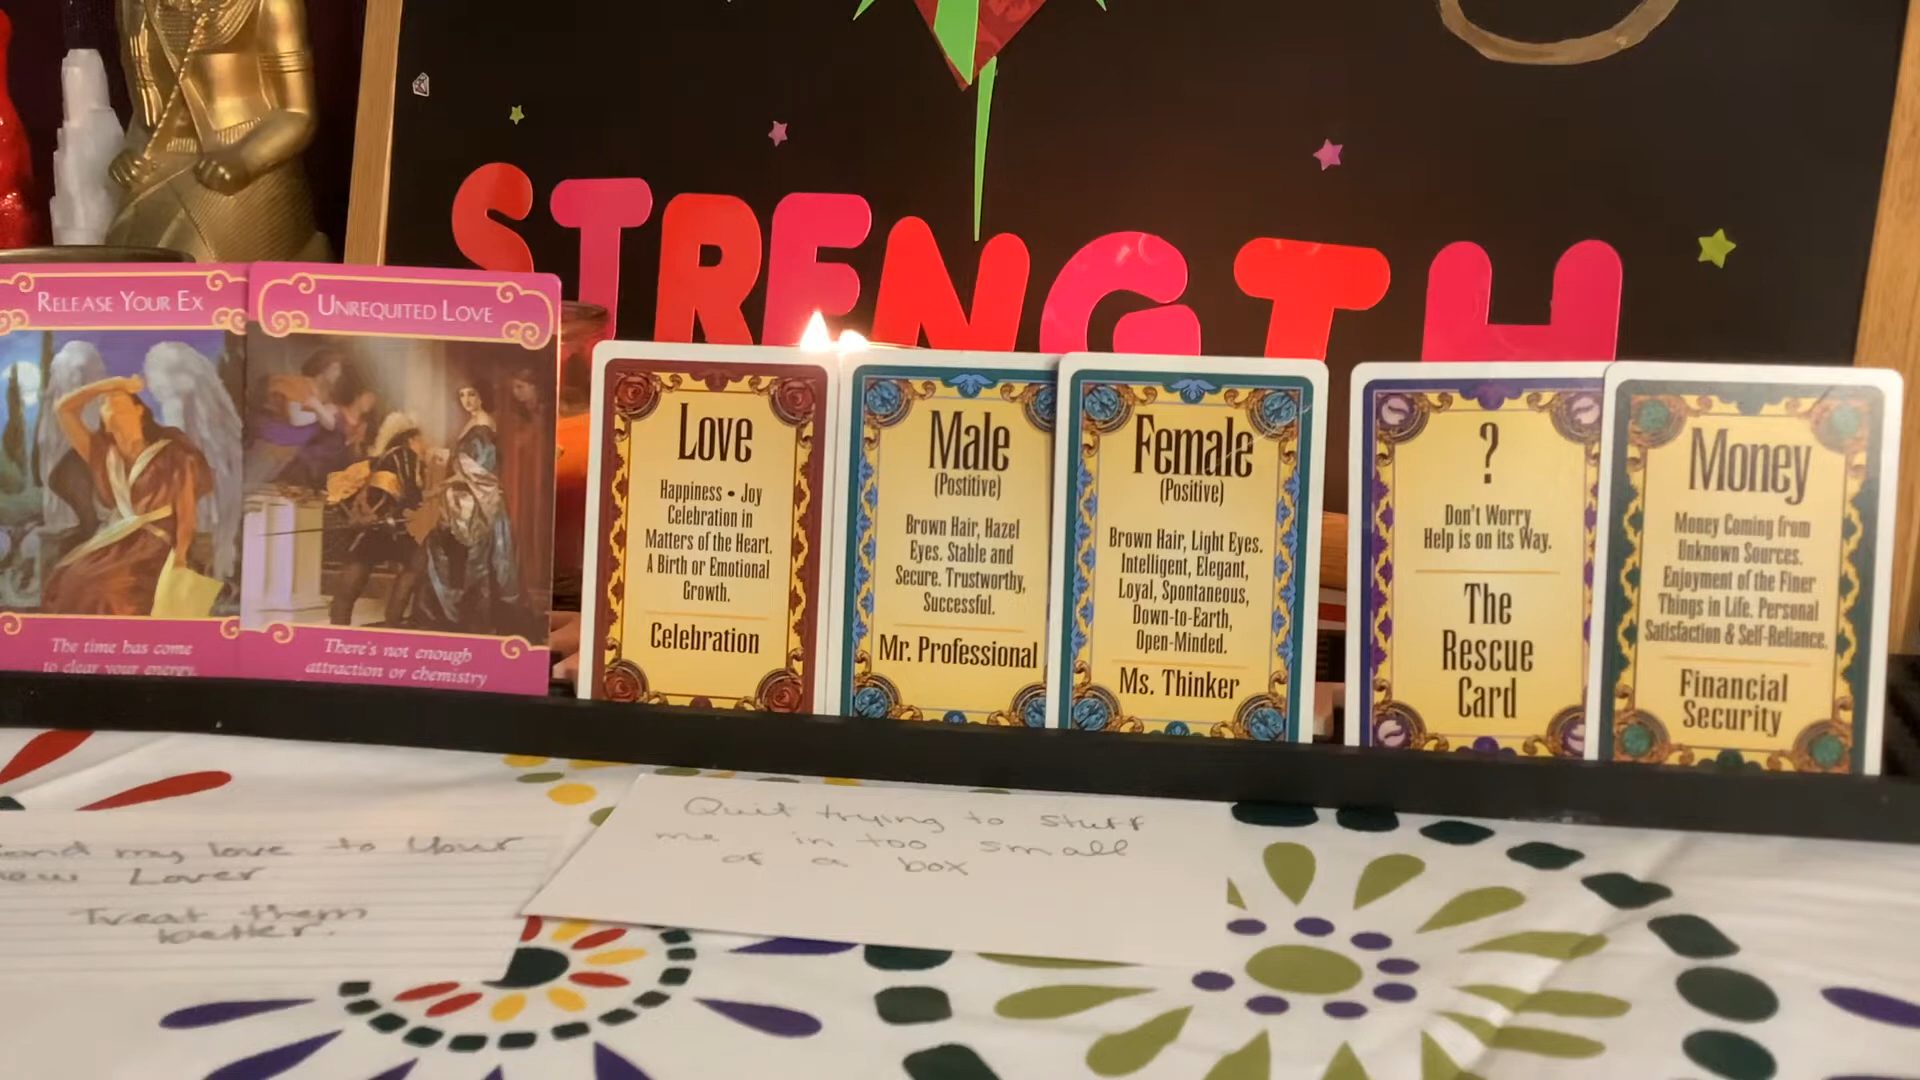 STRENGTH
RELEASE YOUR EX
The time has come
to clear your energy.
UNREQUITED LOVE
There's not enough
attraction or chemistry
Love
Happiness • Joy
Celebration in
Matters of the Heart.
A Birth or Emotional
Growth.
Celebration
Male
(Postitive)
Brown Hair, Hazel
Eyes. Stable and
Secure. Trustworthy,
Successful.
Mr. Professional
Female
(Positive)
Brown Hair, Light Eyes.
Intelligent, Elegant,
Loyal, Spontaneous,
Down-to-Earth,
Open-Minded.
Ms. Thinker
?
Don't Worry
Help is on its Way.
The
Rescue
Card
Money
Money Coming from
Unknown Sources.
Enjoyment of the Finer
Things in Life. Personal
Satisfaction & Self-Reliance.
Financial
Security
my love to Your
Lover
Treat them
better.
Quit trying to stuff
me in too small
of a box